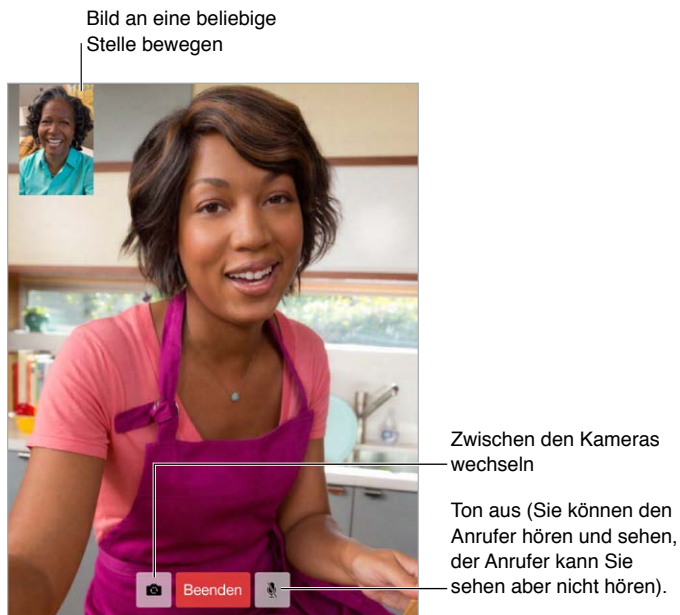 Bild an eine beliebige
Stelle bewegen
Zwischen den Kameras
wechseln
Ton aus (Sie können den
Anrufer hören und sehen,
der Anrufer kann Sie
sehen aber nicht hören).
Beenden